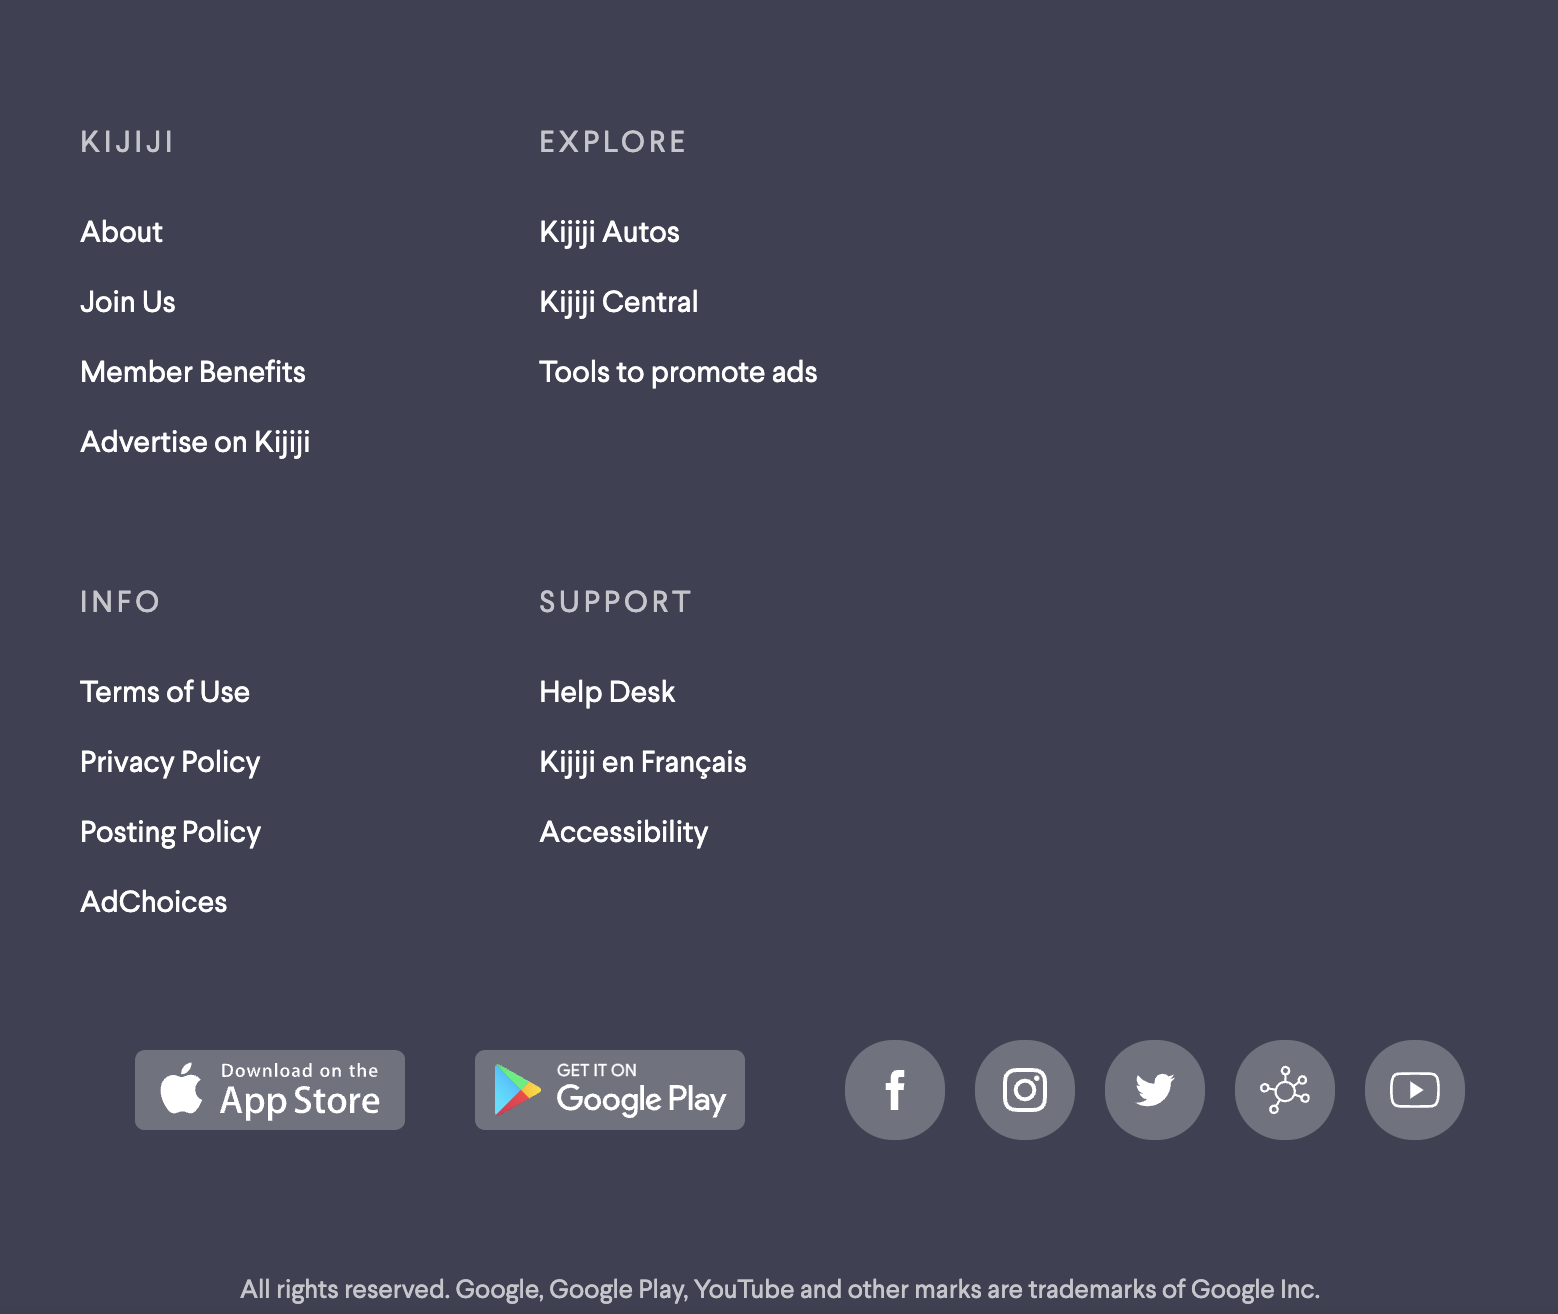 KIJIJI
About
Join Us
Member Benefits
Advertise on Kijiji
EXPLORE
Kijiji Autos
Kijiji Central
Tools to promote ads
INFO
Terms of Use
Privacy Policy
Posting Policy
AdChoices
SUPPORT
Help Desk
Kijiji en Français
Accessibility
Download on the
App Store
GET IT ON
Google Play
All rights reserved. Google, Google Play, YouTube and other marks are trademarks of Google Inc.